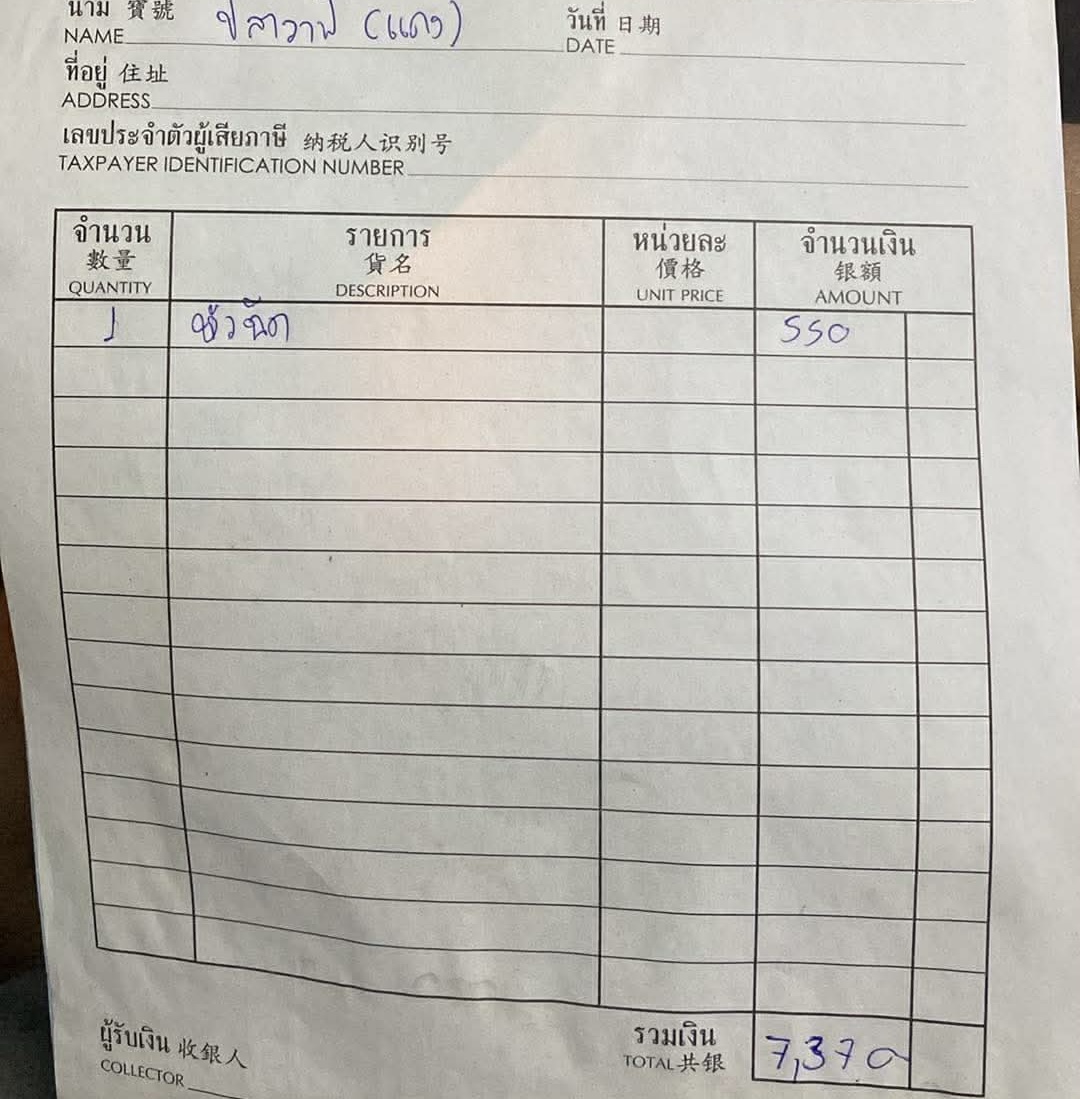 นาม 寶號 ปลาวาฬ (แดง) วันที่ 日期
NAME DATE
ที่อยู่ 住址
ADDRESS
เลขประจำตัวผู้เสียภาษี 纳税人识别号
TAXPAYER IDENTIFICATION NUMBER
จำนวน รายการ หน่วยละ จำนวนเงิน
數量 貨名 價格 银額
QUANTITY DESCRIPTION UNIT PRICE AMOUNT
1 หัวฉีด 550
ผู้รับเงิน 收銀人 รวมเงิน
COLLECTOR TOTAL 共银 7,370